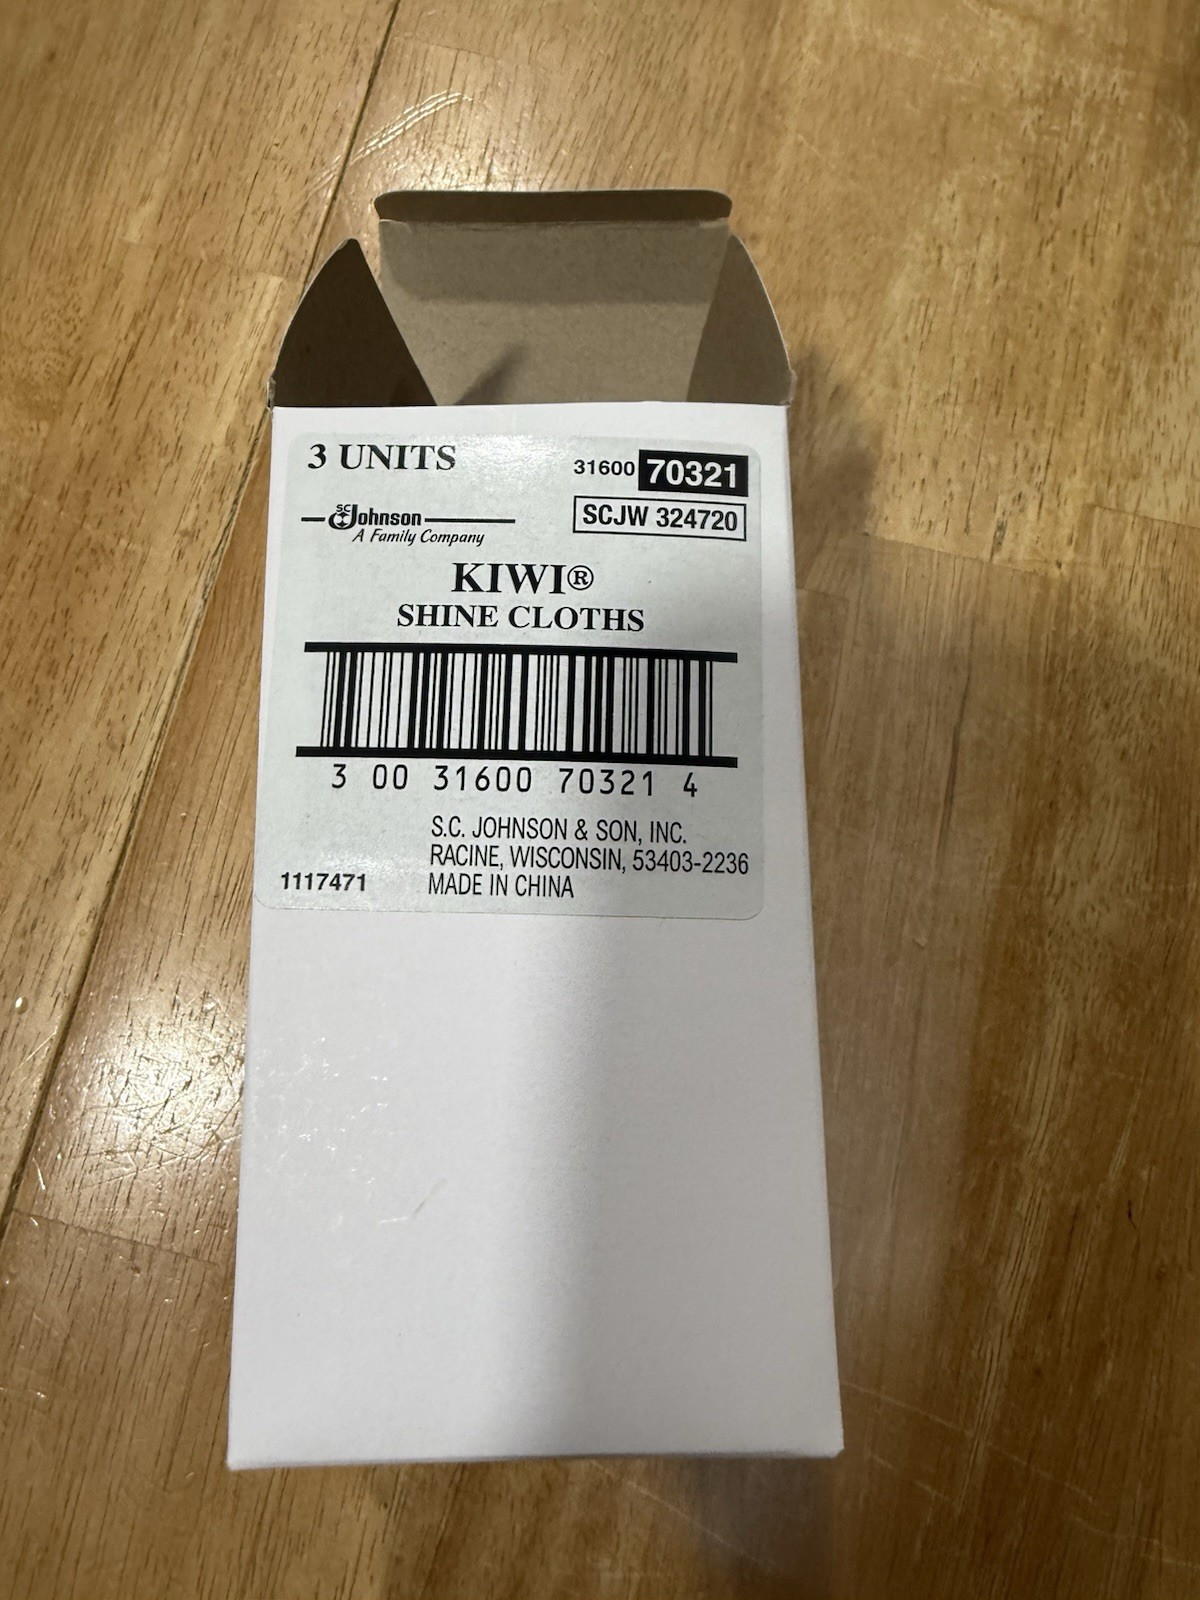 3 UNITS
31600 70321
SCJW 324720
SC Johnson
A Family Company
KIWI®
SHINE CLOTHS
3 00 31600 70321 4
S.C. JOHNSON & SON, INC.
RACINE, WISCONSIN, 53403-2236
1117471 MADE IN CHINA